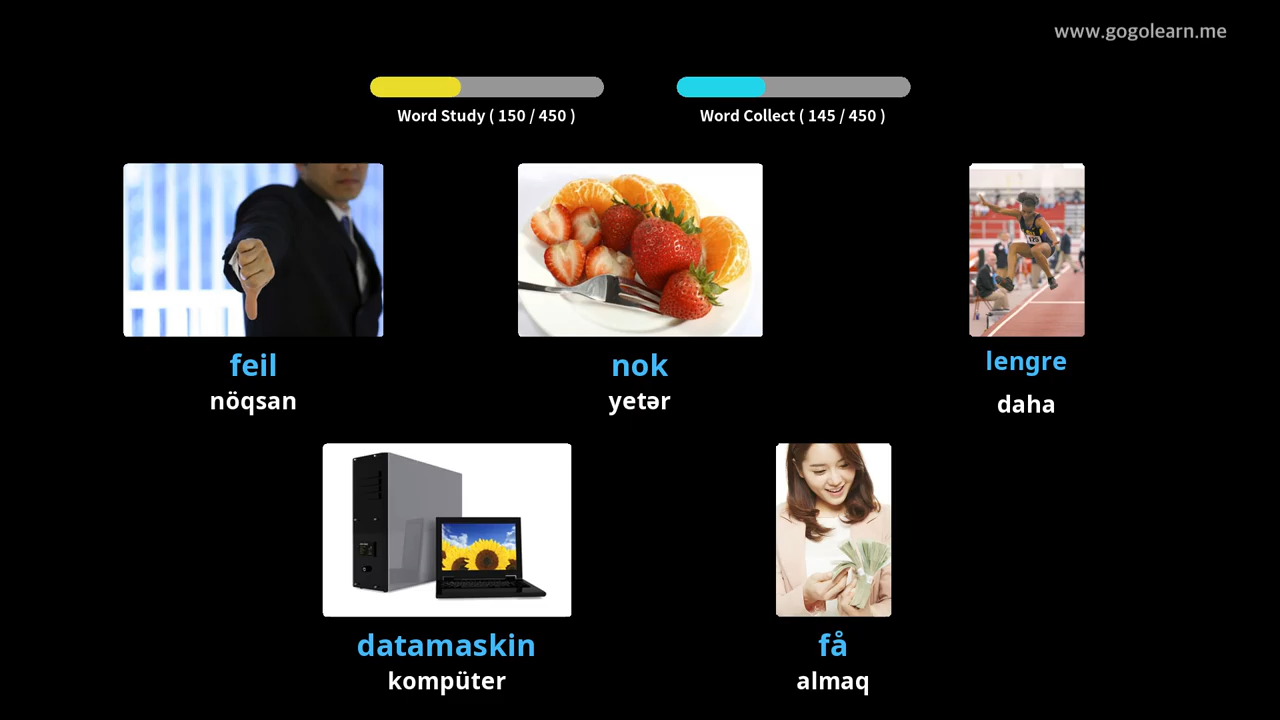 www.gogolearn.me
Word Study ( 150 / 450 )
Word Collect ( 145 / 450 )
feil
nöqsan
nok
yetər
lengre
daha
datamaskin
kompüter
få
almaq